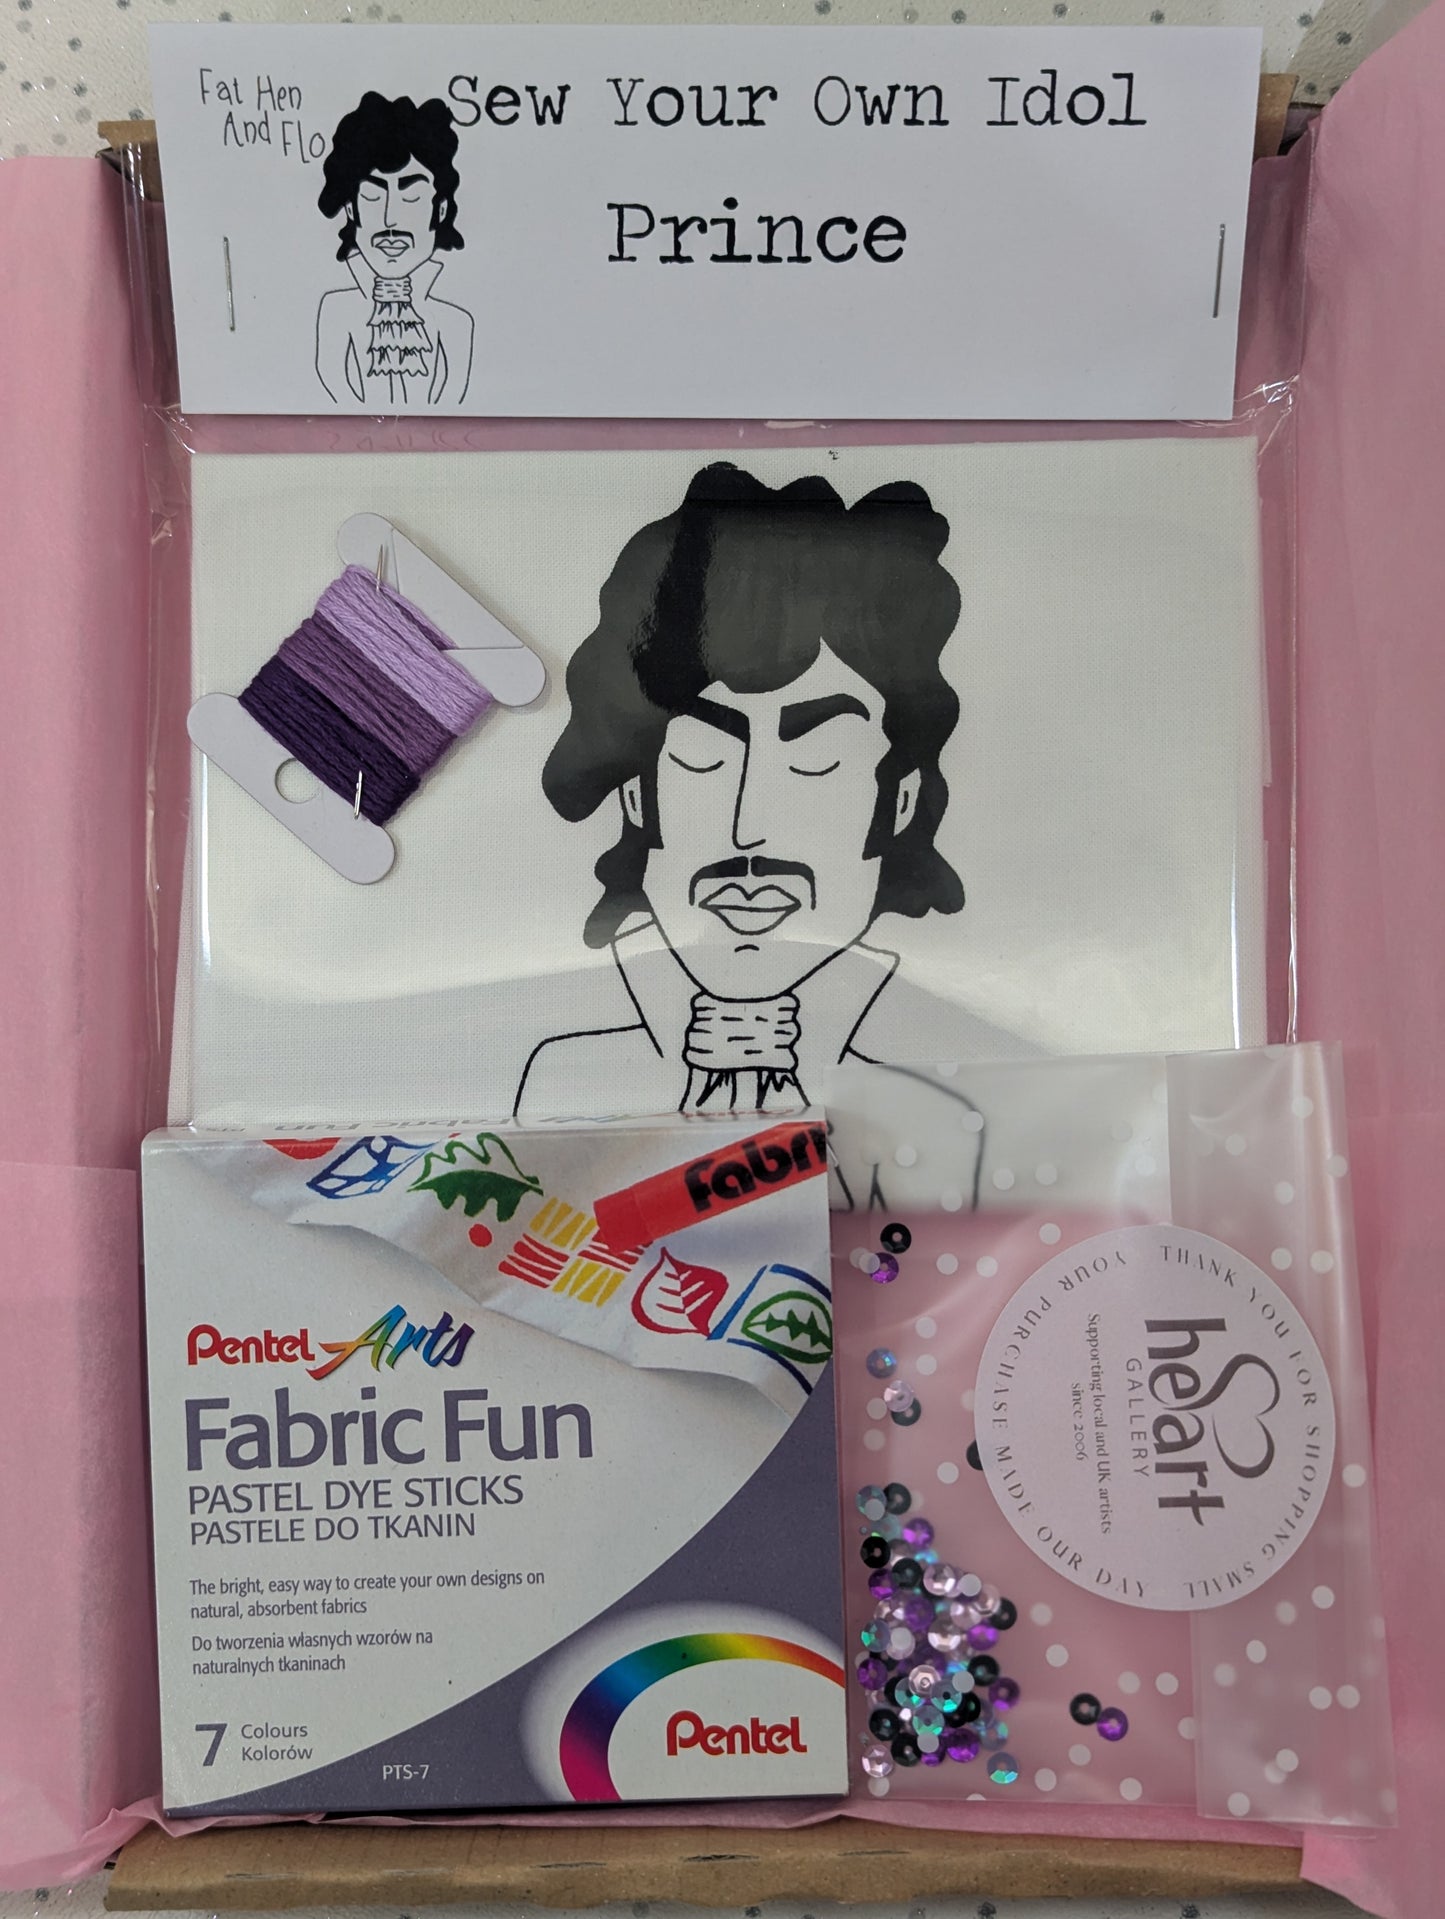 Fat Hen
And Flo
Sew Your Own Idol
Prince
Fabric Fun
Fabri
Pentel Arts
Fabric Fun
PASTEL DYE STICKS
PASTELE DO TKANIN
The bright, easy way to create your own designs on
natural, absorbent fabrics
Do tworzenia własnych wzorów na
naturalnych tkaninach
7 Colours
Kolorów
PTS-7
Pentel
THANK YOU FOR SHOPPING SMALL
YOUR PURCHASE MADE OUR DAY
heart
GALLERY
Supporting local and UK artists
since 2006